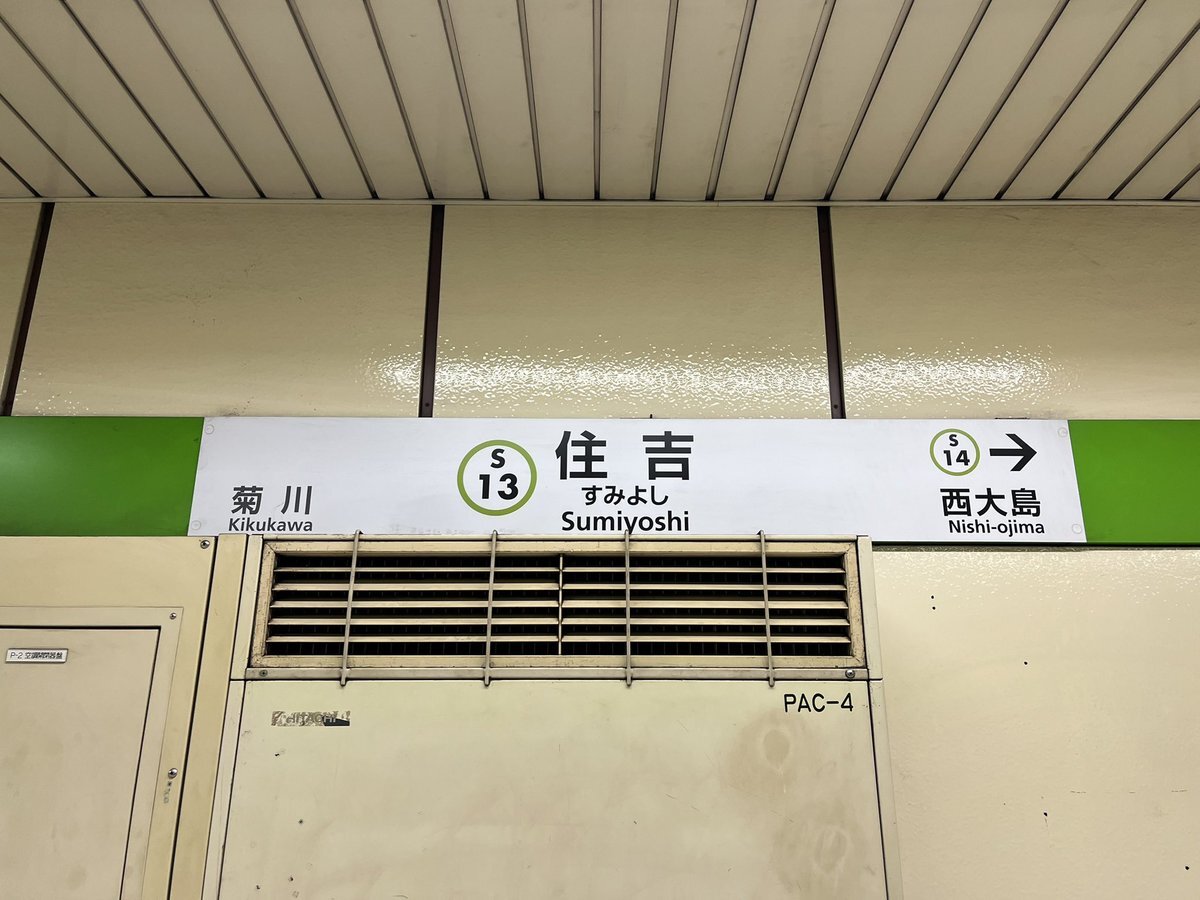 菊川
Kikukawa
S
13
住吉
すみよし
Sumiyoshi
S
14
→
西大島
Nishi-ojima
PAC-4
HITACHI